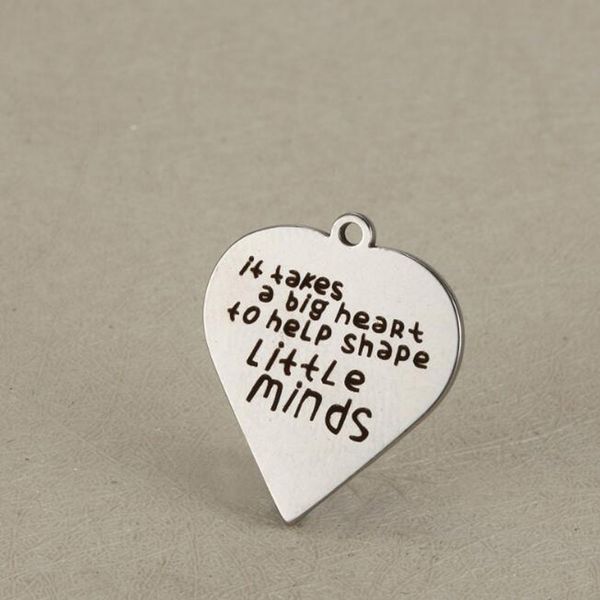 it takes
a big heart
to help shape
Little
minds